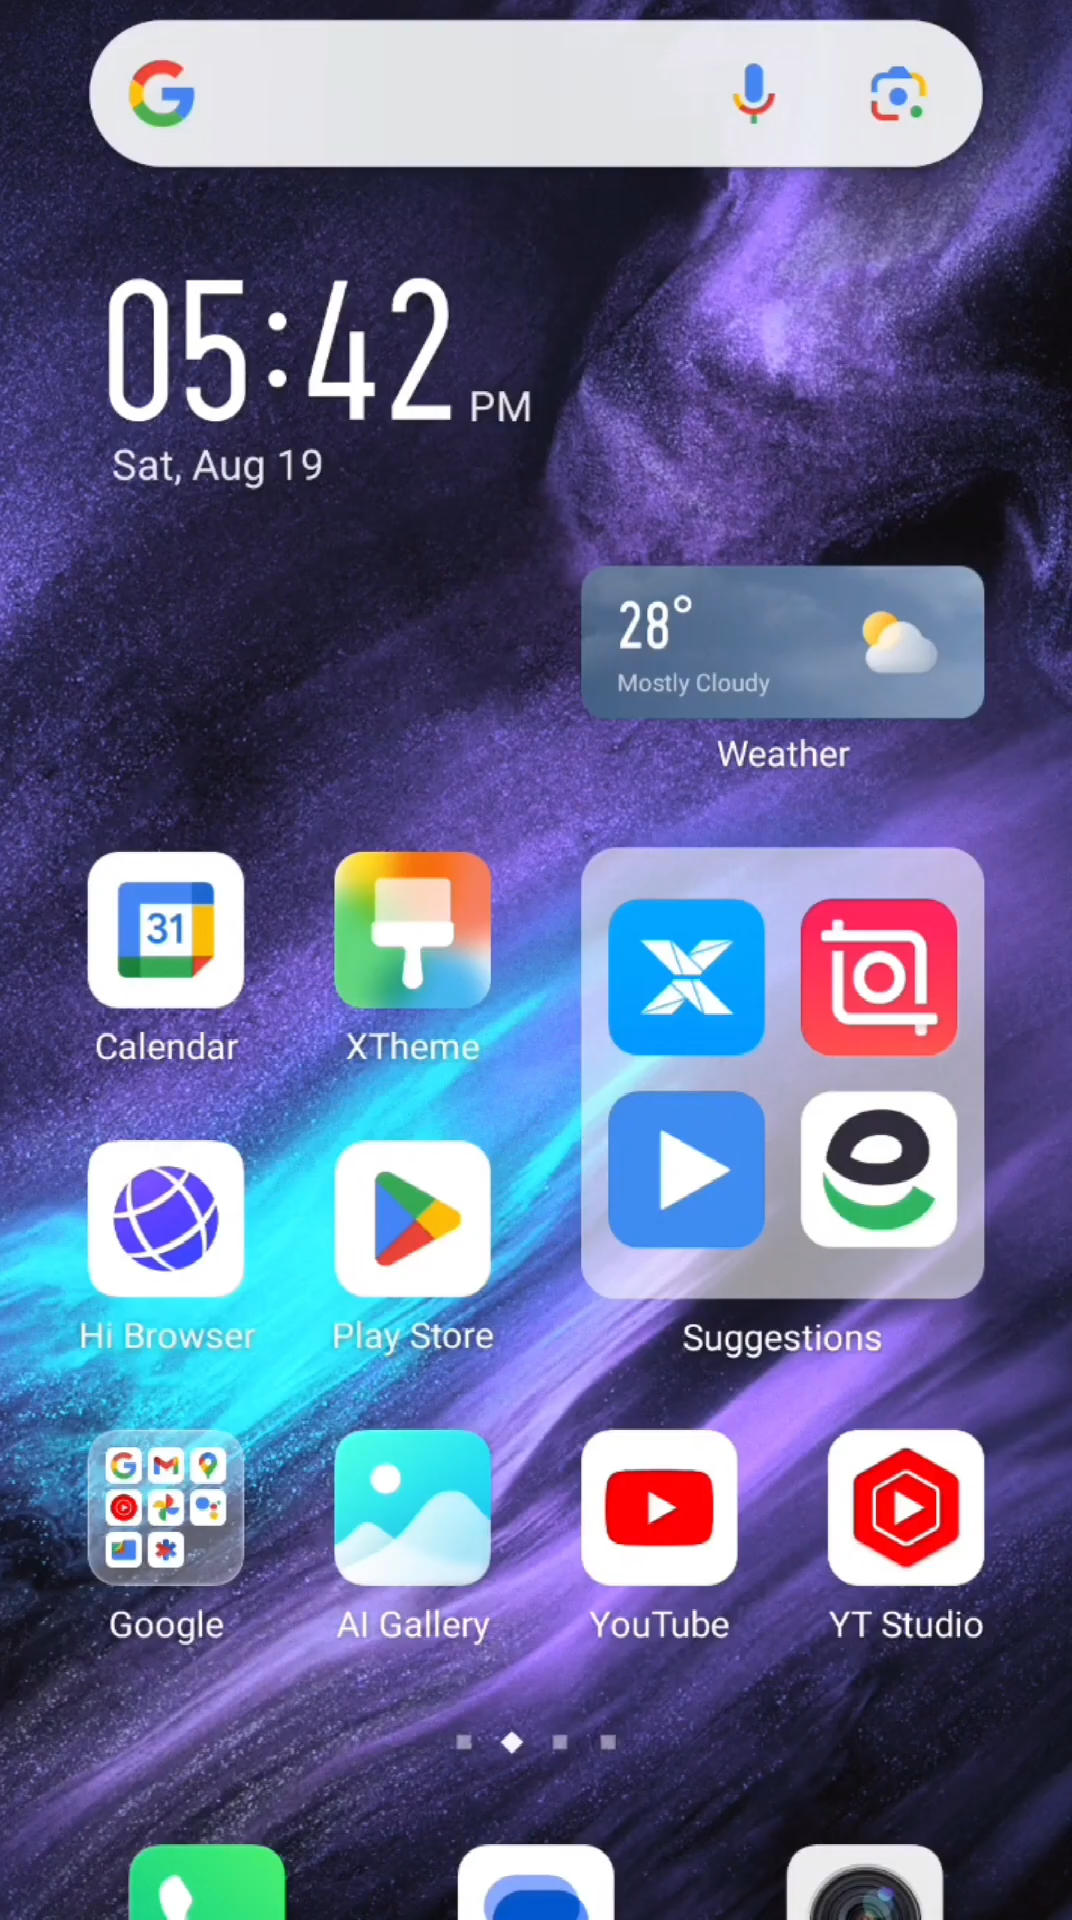 05:42 PM
Sat, Aug 19
28°
Mostly Cloudy
Weather
31
Calendar
XTheme
Hi Browser
Play Store
Suggestions
Google
AI Gallery
YouTube
YT Studio